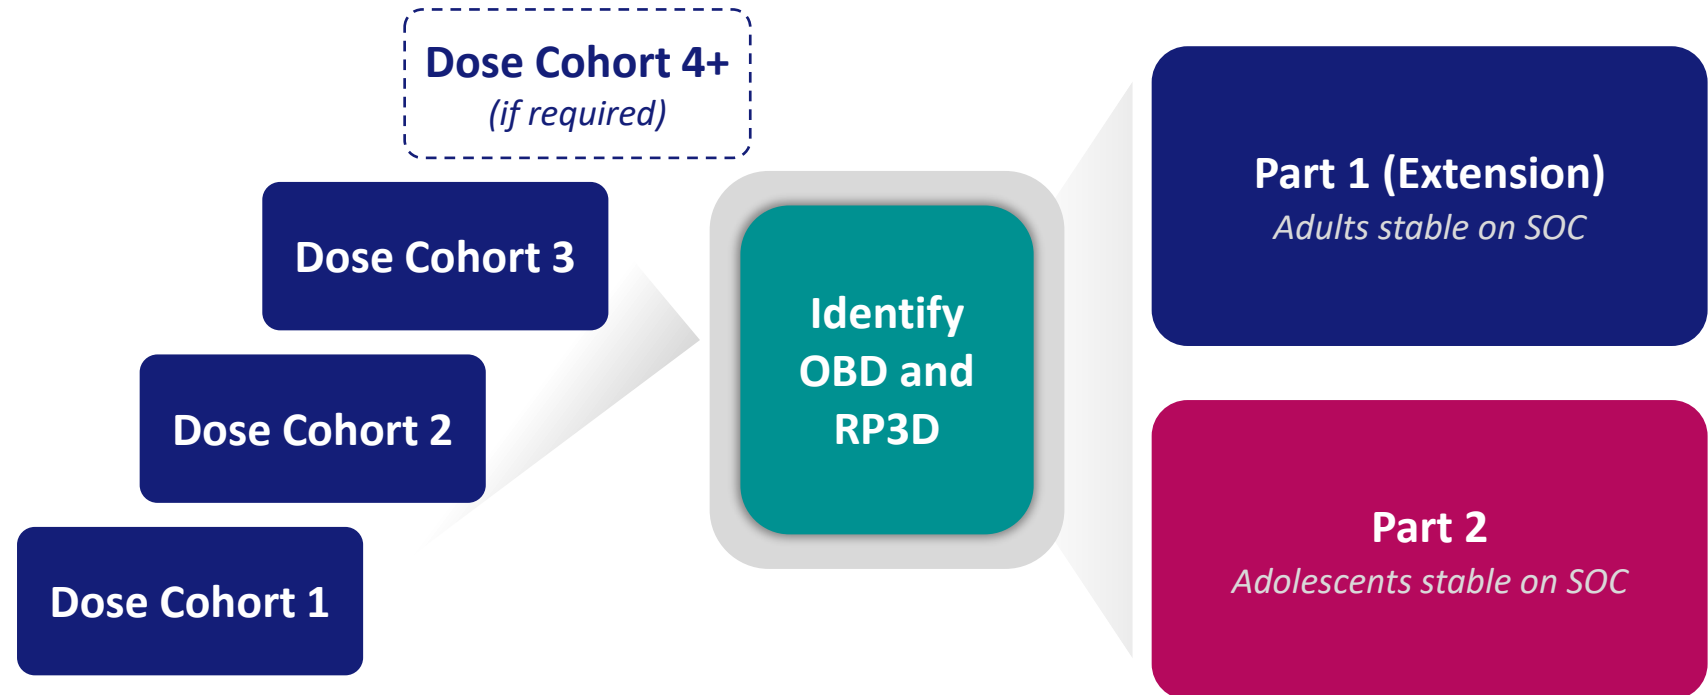 Dose Cohort 4+
(if required)
Dose Cohort 3
Dose Cohort 2
Dose Cohort 1
Identify
OBD and
RP3D
Part 1 (Extension)
Adults stable on SOC
Part 2
Adolescents stable on SOC